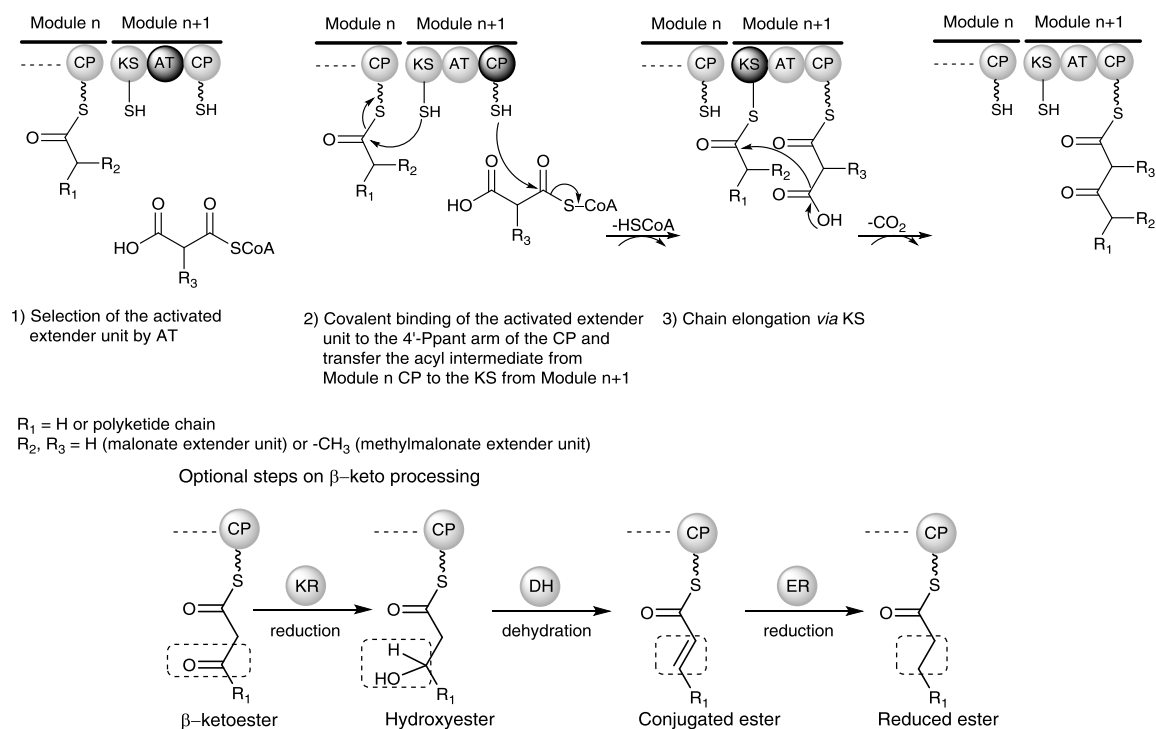 Module n Module n+1 Module n Module n+1 Module n Module n+1 Module n Module n+1
CP KS AT CP CP KS AT CP CP KS AT CP CP KS AT CP
S SH SH S SH SH SH S S SH SH S
O R2 R1 O R2 R1 O R2 R1 O R3 O R3 O R2 R1
O O HO SCoA R3
O O HO S–CoA R3
OH O
-HSCoA
-CO2
1) Selection of the activated
extender unit by AT
2) Covalent binding of the activated extender
unit to the 4'-Ppant arm of the CP and
transfer the acyl intermediate from
Module n CP to the KS from Module n+1
3) Chain elongation via KS
R1 = H or polyketide chain
R2, R3 = H (malonate extender unit) or -CH3 (methylmalonate extender unit)
Optional steps on β–keto processing
CP CP CP CP
KR DH ER
S S S S
O O O O
reduction dehydration reduction
O H HO
R1 R1 R1 R1
β–ketoester Hydroxyester Conjugated ester Reduced ester